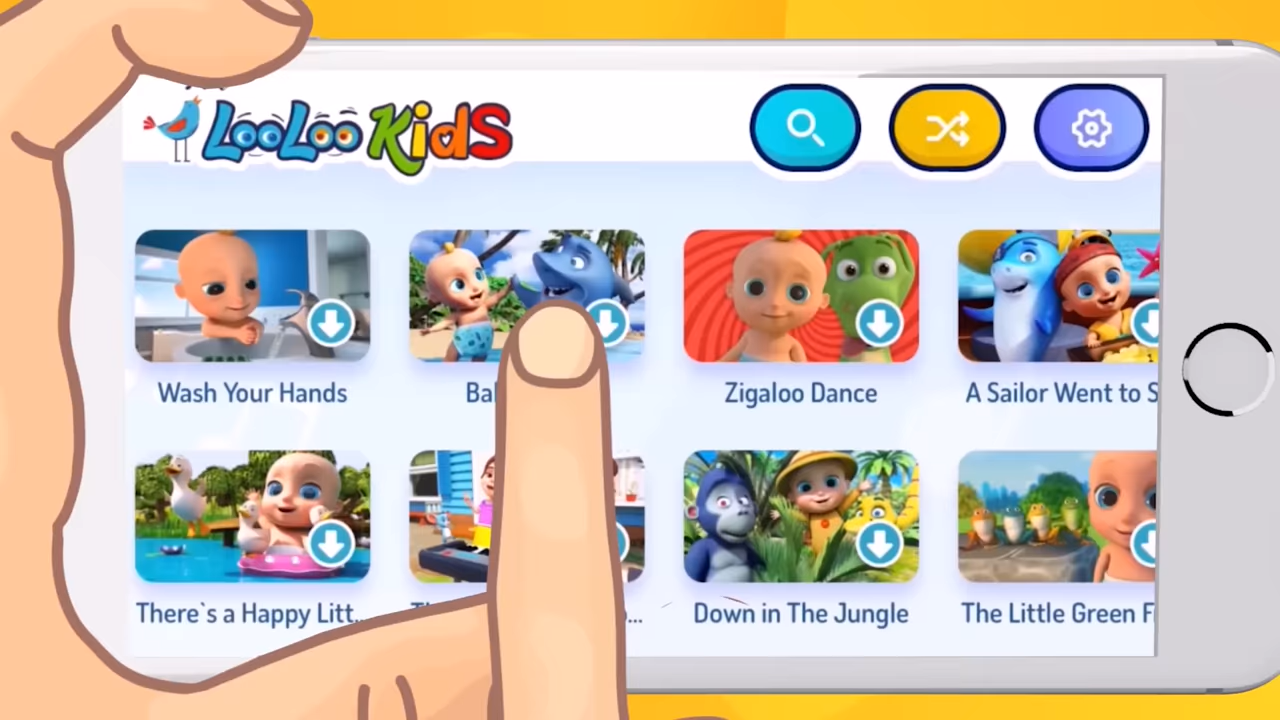 LooLoo KidS
Wash Your Hands
Zigaloo Dance
A Sailor Went to
There`s a Happy Litt...
Down in The Jungle
The Little Green